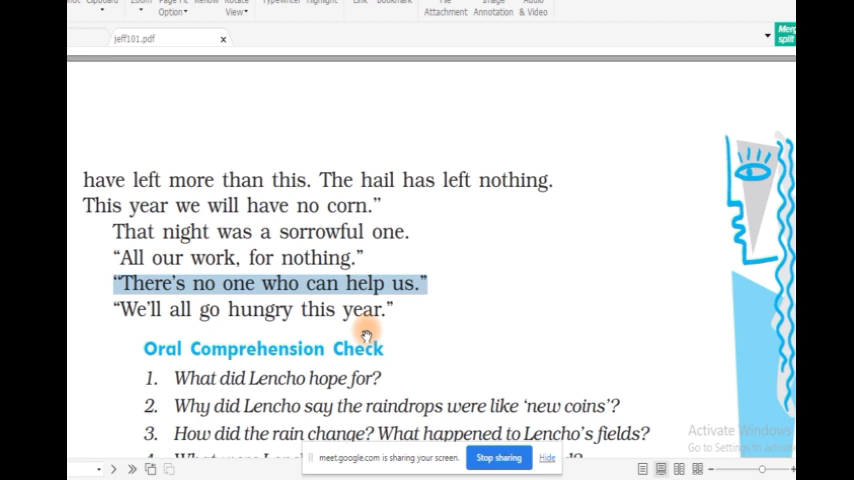 Clipboard Zoom Page Fit Reflow Rotate Typewriter Highlight Link Bookmark File Image Audio
Option View Attachment Annotation & Video
jeff101.pdf x
have left more than this. The hail has left nothing.
This year we will have no corn.”
That night was a sorrowful one.
“All our work, for nothing.”
“There’s no one who can help us.”
“We’ll all go hungry this year.”
Oral Comprehension Check
1. What did Lencho hope for?
2. Why did Lencho say the raindrops were like ‘new coins’?
3. How did the rain change? What happened to Lencho’s fields?
Activate Windows
meet.google.com is sharing your screen. Stop sharing Hide